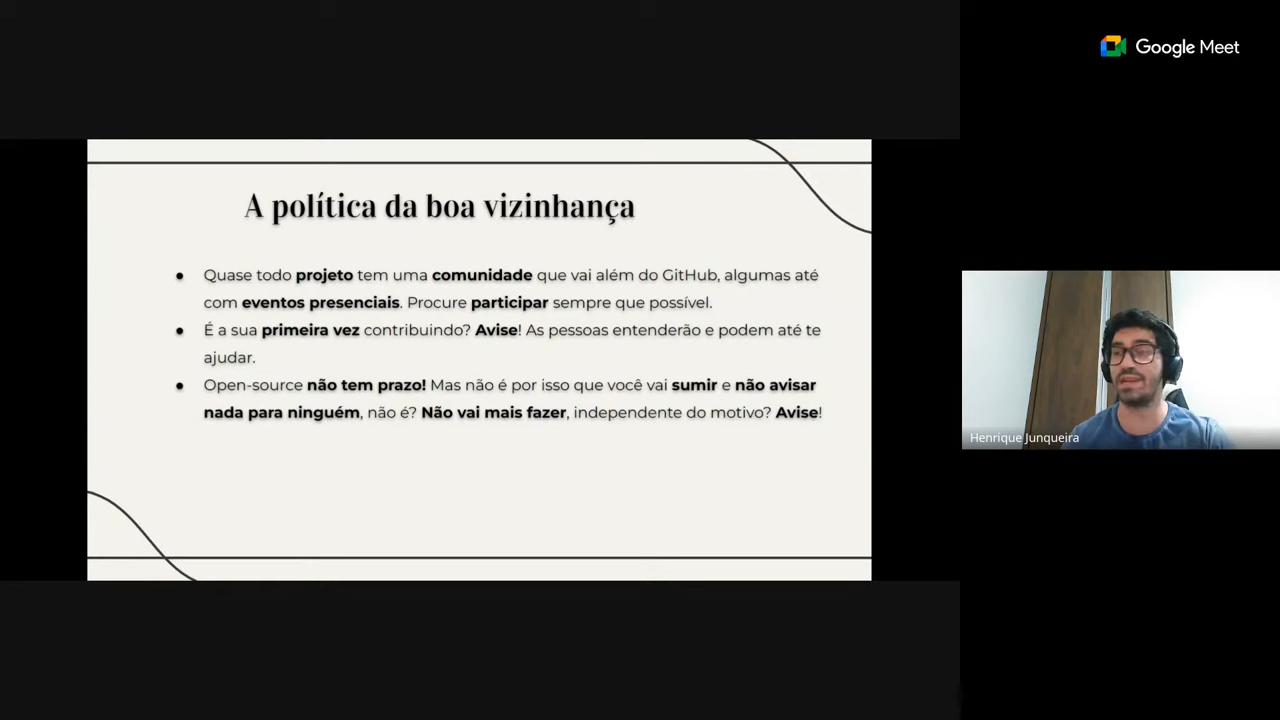 Google Meet
A política da boa vizinhança
● Quase todo projeto tem uma comunidade que vai além do GitHub, algumas até
com eventos presenciais. Procure participar sempre que possível.
● É a sua primeira vez contribuindo? Avise! As pessoas entenderão e podem até te
ajudar.
● Open-source não tem prazo! Mas não é por isso que você vai sumir e não avisar
nada para ninguém, não é? Não vai mais fazer, independente do motivo? Avise!
Henrique Junqueira